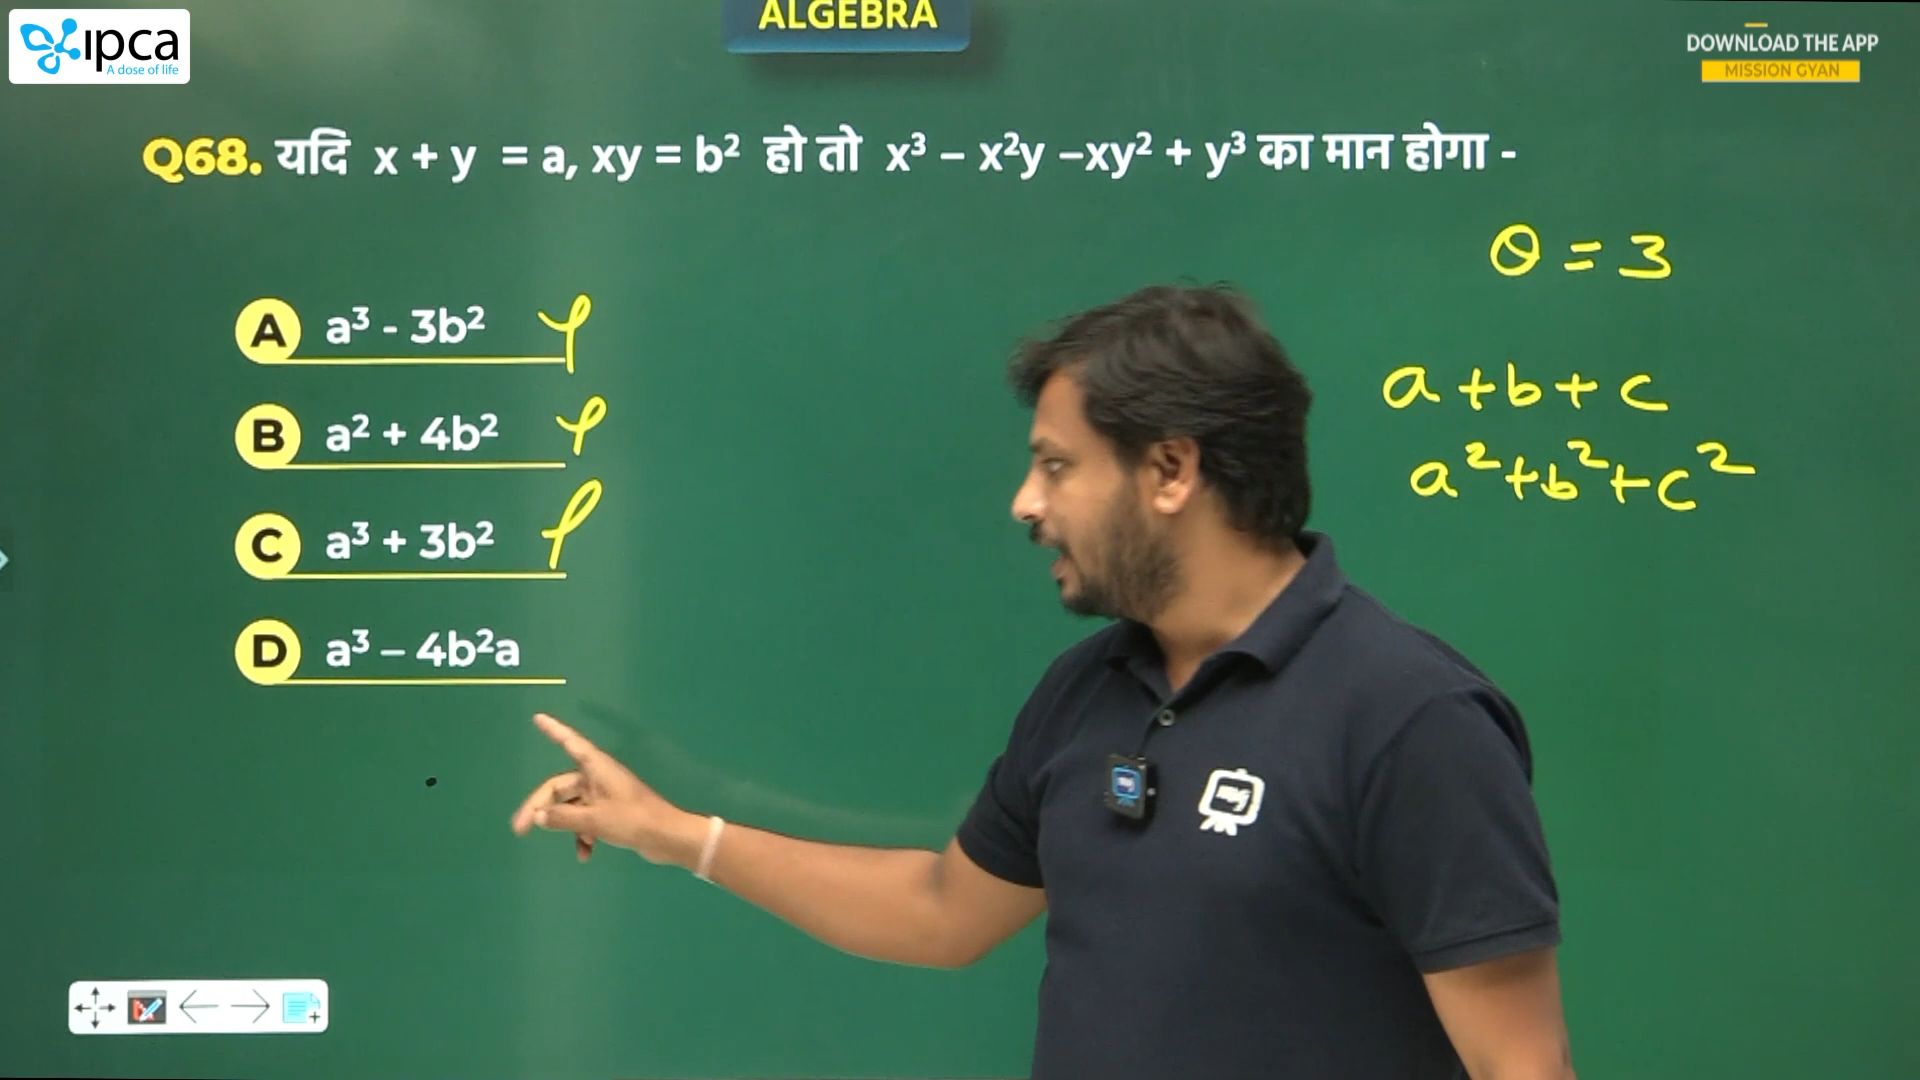 ipca
A dose of life
ALGEBRA
DOWNLOAD THE APP
MISSION GYAN
Q68. यदि x + y = a, xy = b² हो तो x³ – x²y –xy² + y³ का मान होगा -
θ = 3
A a³ - 3b²
B a² + 4b²
C a³ + 3b²
D a³ – 4b²a
a + b + c
a² + b² + c²